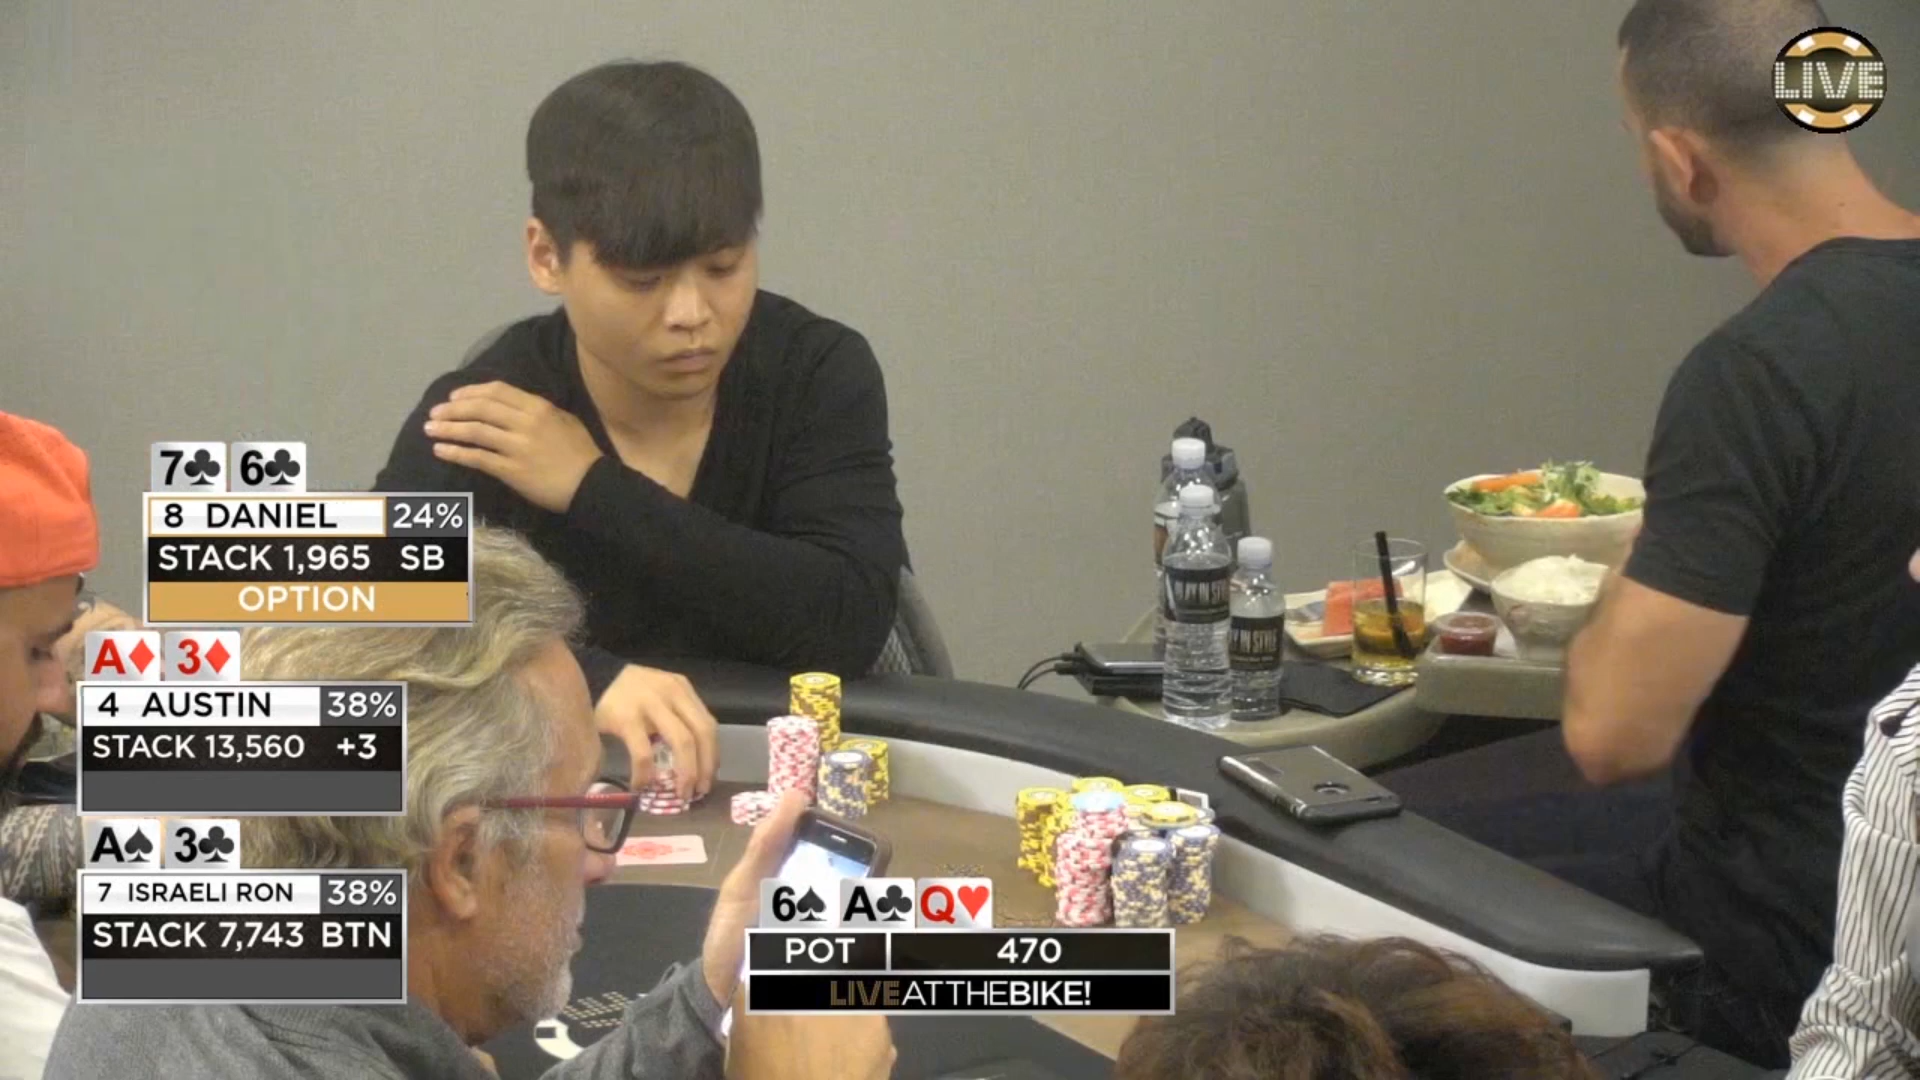 LIVE
7♣ 6♣
8 DANIEL 24%
STACK 1,965 SB
OPTION
A♦ 3♦
4 AUSTIN 38%
STACK 13,560 +3
A♠ 3♣
7 ISRAELI RON 38%
STACK 7,743 BTN
6♠ A♣ Q♥
POT 470
LIVEATTHEBIKE!